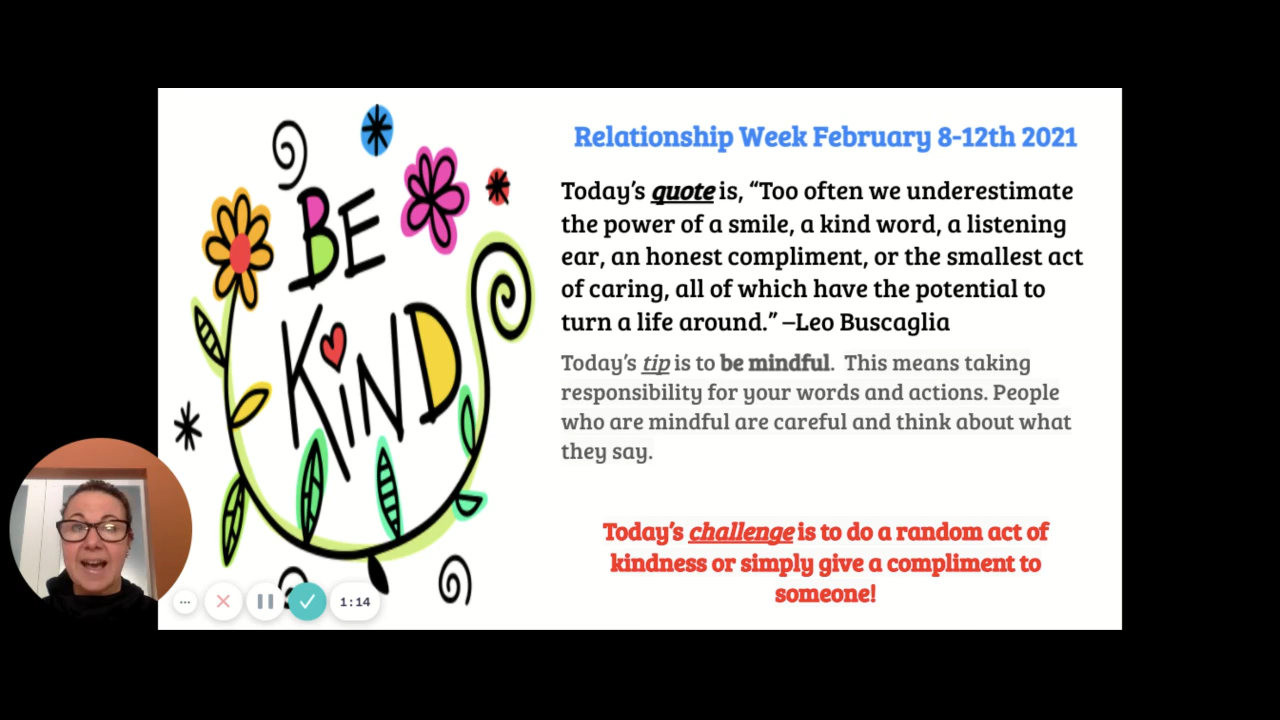 BE
KiND
Relationship Week February 8-12th 2021
Today's quote is, “Too often we underestimate
the power of a smile, a kind word, a listening
ear, an honest compliment, or the smallest act
of caring, all of which have the potential to
turn a life around.” –Leo Buscaglia
Today's tip is to be mindful.  This means taking
responsibility for your words and actions. People
who are mindful are careful and think about what
they say.
Today's challenge is to do a random act of
kindness or simply give a compliment to
someone!
1:14